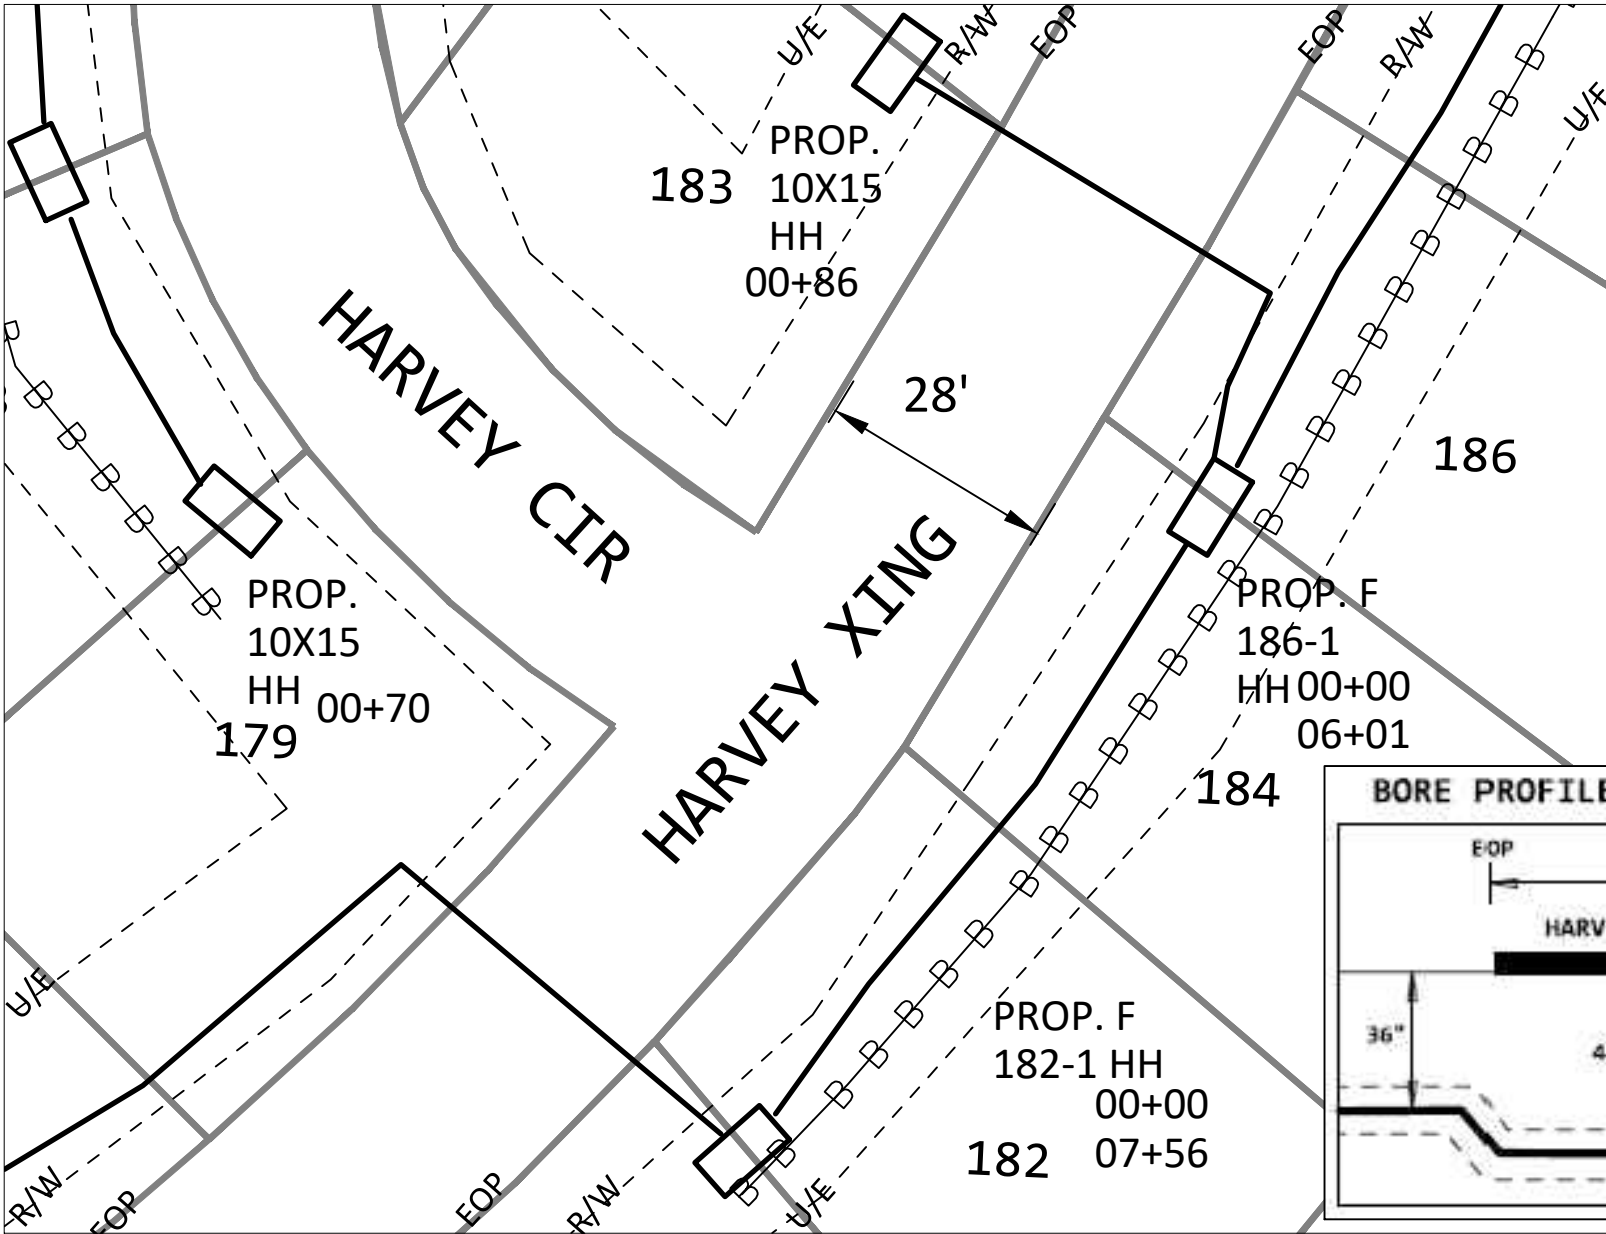 U/E
R/W
EOP
EOP
R/W
U/E
PROP.
10X15
HH
00+86
183
28'
HARVEY CIR
HARVEY XING
186
PROP.
10X15
HH 00+70
179
PROP. F
186-1
HH 00+00
06+01
184
BORE PROFILE
EOP
HARV
36"
4
PROP. F
182-1 HH
00+00
07+56
182
U/E
R/W
EOP
EOP
R/W
U/E
B B B B B B
B B B B B B B B B B B B B B B B B B B B B B B B B B B B B